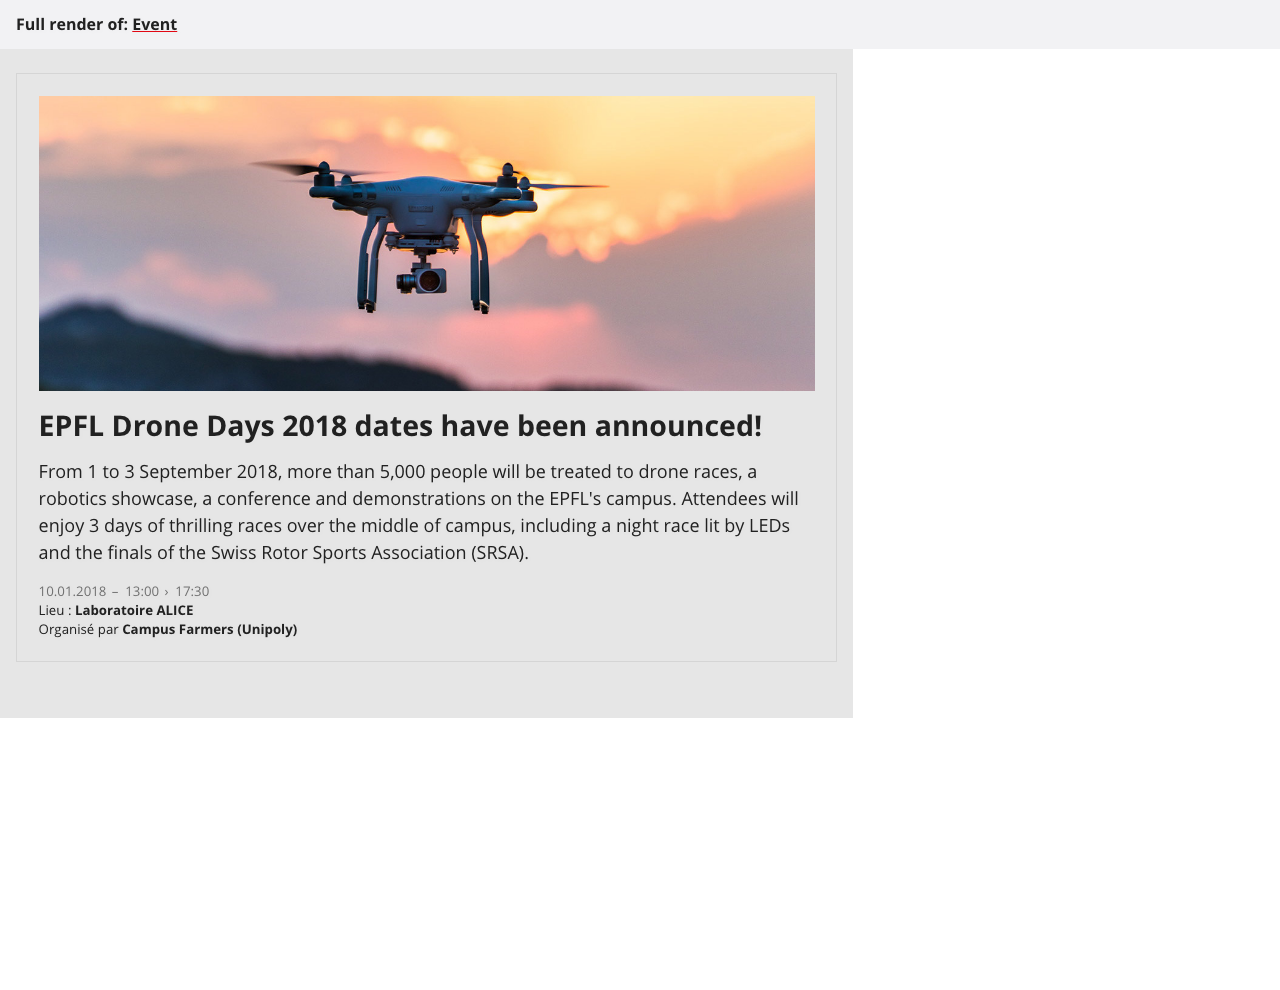 Full render of: Event
EPFL Drone Days 2018 dates have been announced!
From 1 to 3 September 2018, more than 5,000 people will be treated to drone races, a
robotics showcase, a conference and demonstrations on the EPFL's campus. Attendees will
enjoy 3 days of thrilling races over the middle of campus, including a night race lit by LEDs
and the finals of the Swiss Rotor Sports Association (SRSA).
10.01.2018 – 13:00 › 17:30
Lieu : Laboratoire ALICE
Organisé par Campus Farmers (Unipoly)